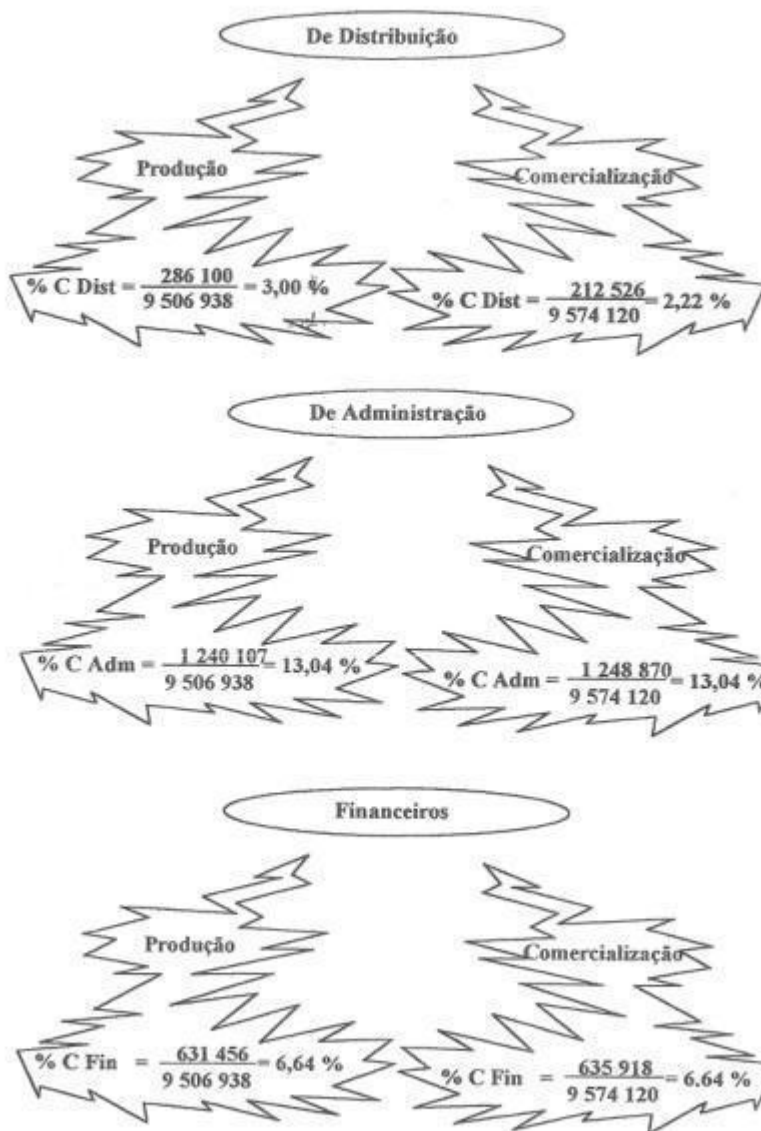 De Distribuição
Produção
Comercialização
% C Dist = 286 100 = 3,00 %
9 506 938
% C Dist = 212 526 = 2,22 %
9 574 120
De Administração
Produção
Comercialização
% C Adm = 1 240 107 = 13,04 %
9 506 938
% C Adm = 1 248 870 = 13,04 %
9 574 120
Financeiros
Produção
Comercialização
% C Fin = 631 456 = 6,64 %
9 506 938
% C Fin = 635 918 = 6.64 %
9 574 120